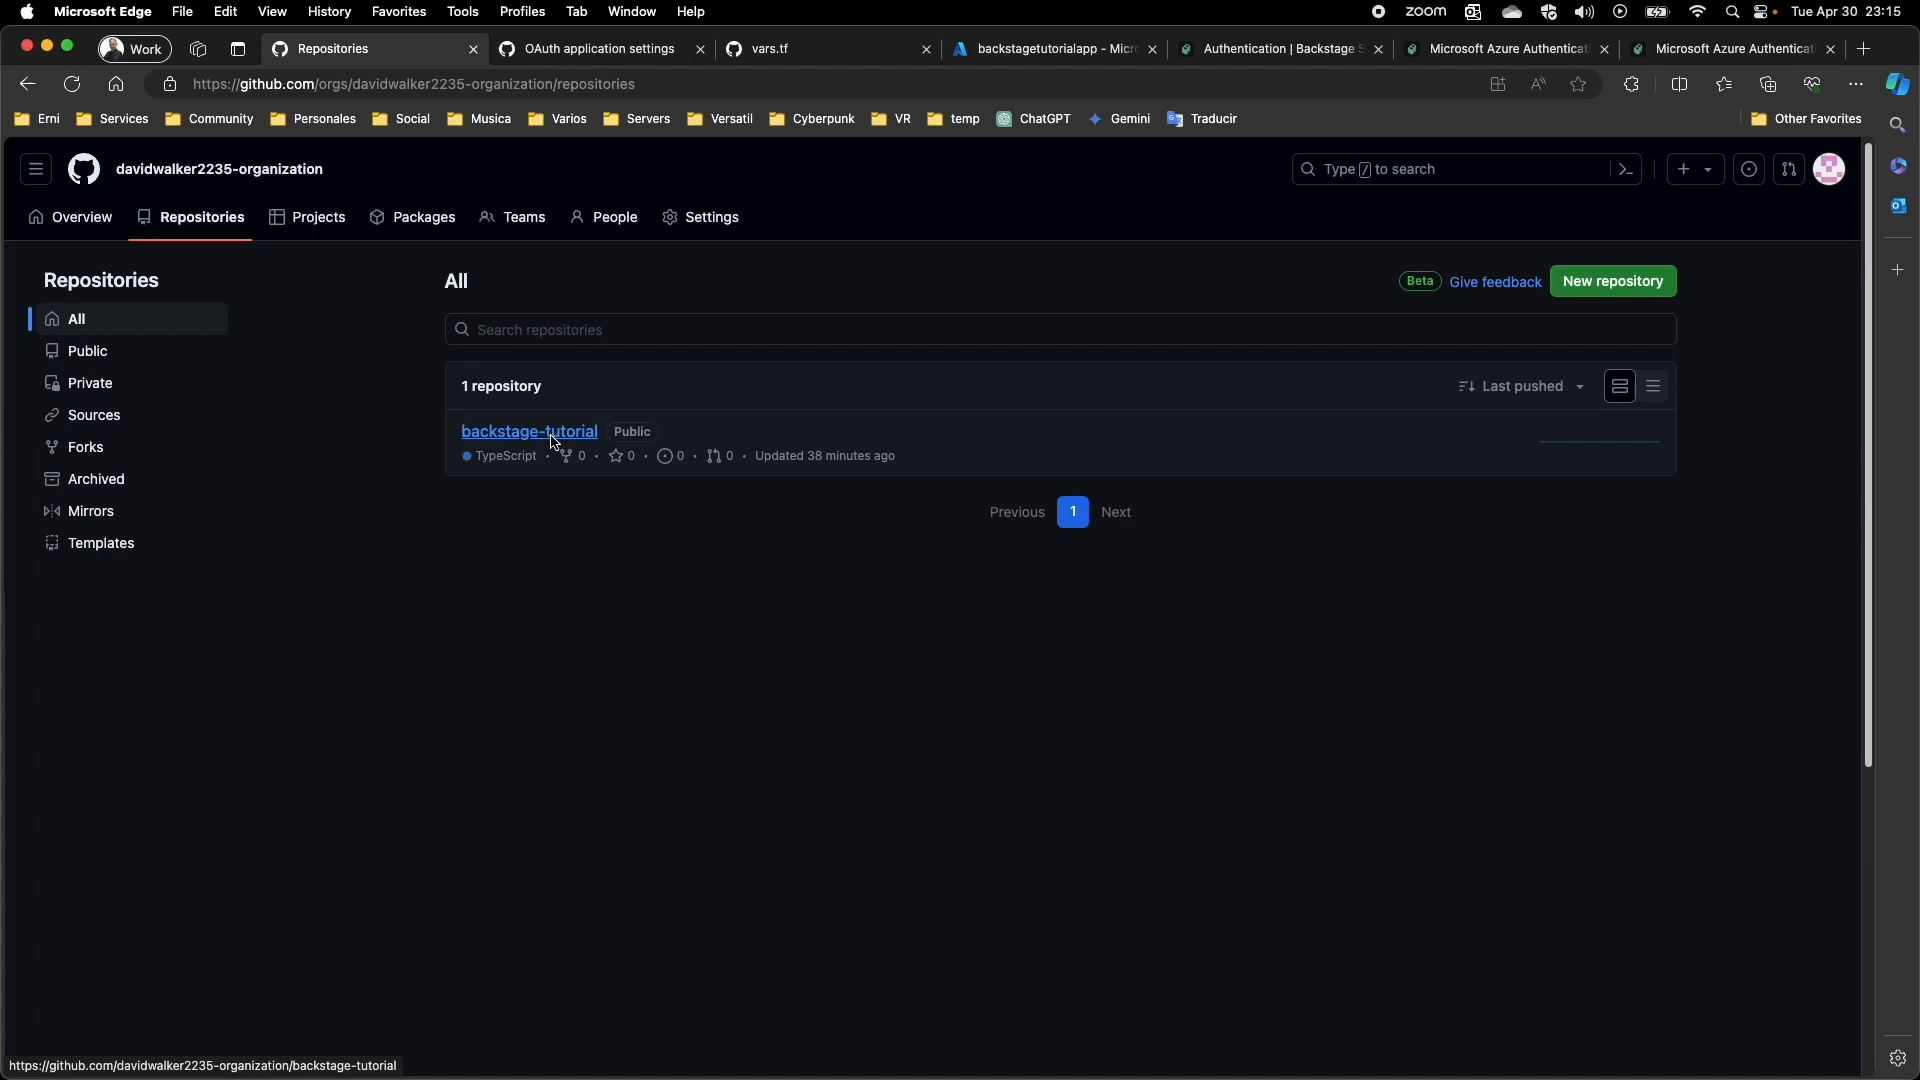 Microsoft Edge File Edit View History Favorites Tools Profiles Tab Window Help zoom Tue Apr 30 23:15
Work Repositories OAuth application settings vars.tf backstagetutorialapp - Micr Authentication | Backstage S Microsoft Azure Authenticati Microsoft Azure Authenticati
https://github.com/orgs/davidwalker2235-organization/repositories
Erni Services Community Personales Social Musica Varios Servers Versatil Cyberpunk VR temp ChatGPT Gemini Traducir Other Favorites
davidwalker2235-organization Type / to search
Overview Repositories Projects Packages Teams People Settings
Repositories
All
Public
Private
Sources
Forks
Archived
Mirrors
Templates
All Beta Give feedback New repository
Search repositories
1 repository Last pushed
backstage-tutorial Public
TypeScript · 0 · 0 · 0 · 0 · Updated 38 minutes ago
Previous 1 Next
https://github.com/davidwalker2235-organization/backstage-tutorial